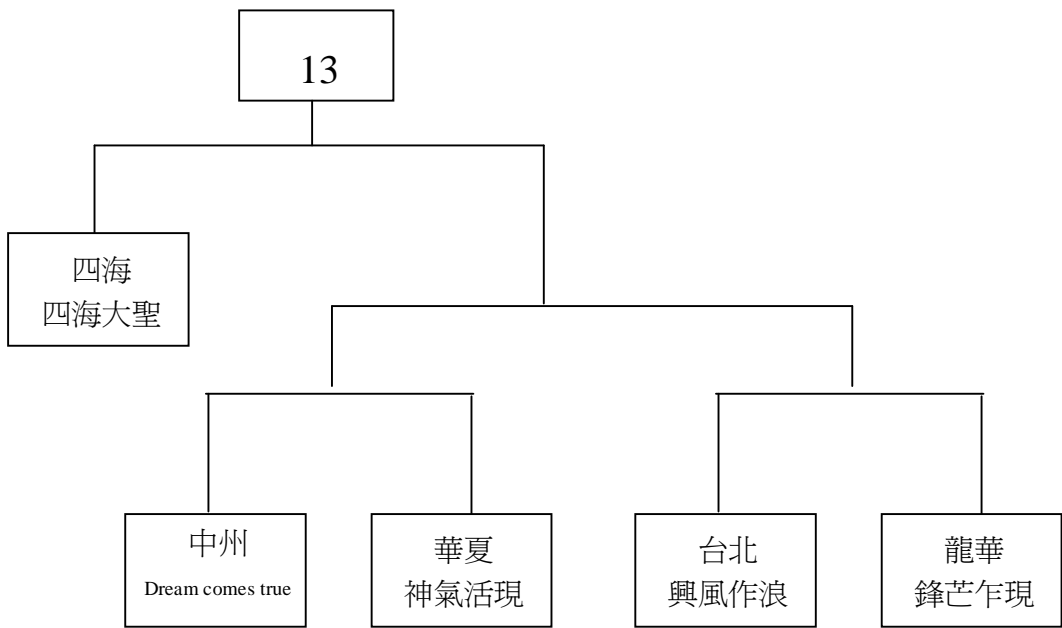 13
四海
四海大聖
中州
Dream comes true
華夏
神氣活現
台北
興風作浪
龍華
鋒芒乍現